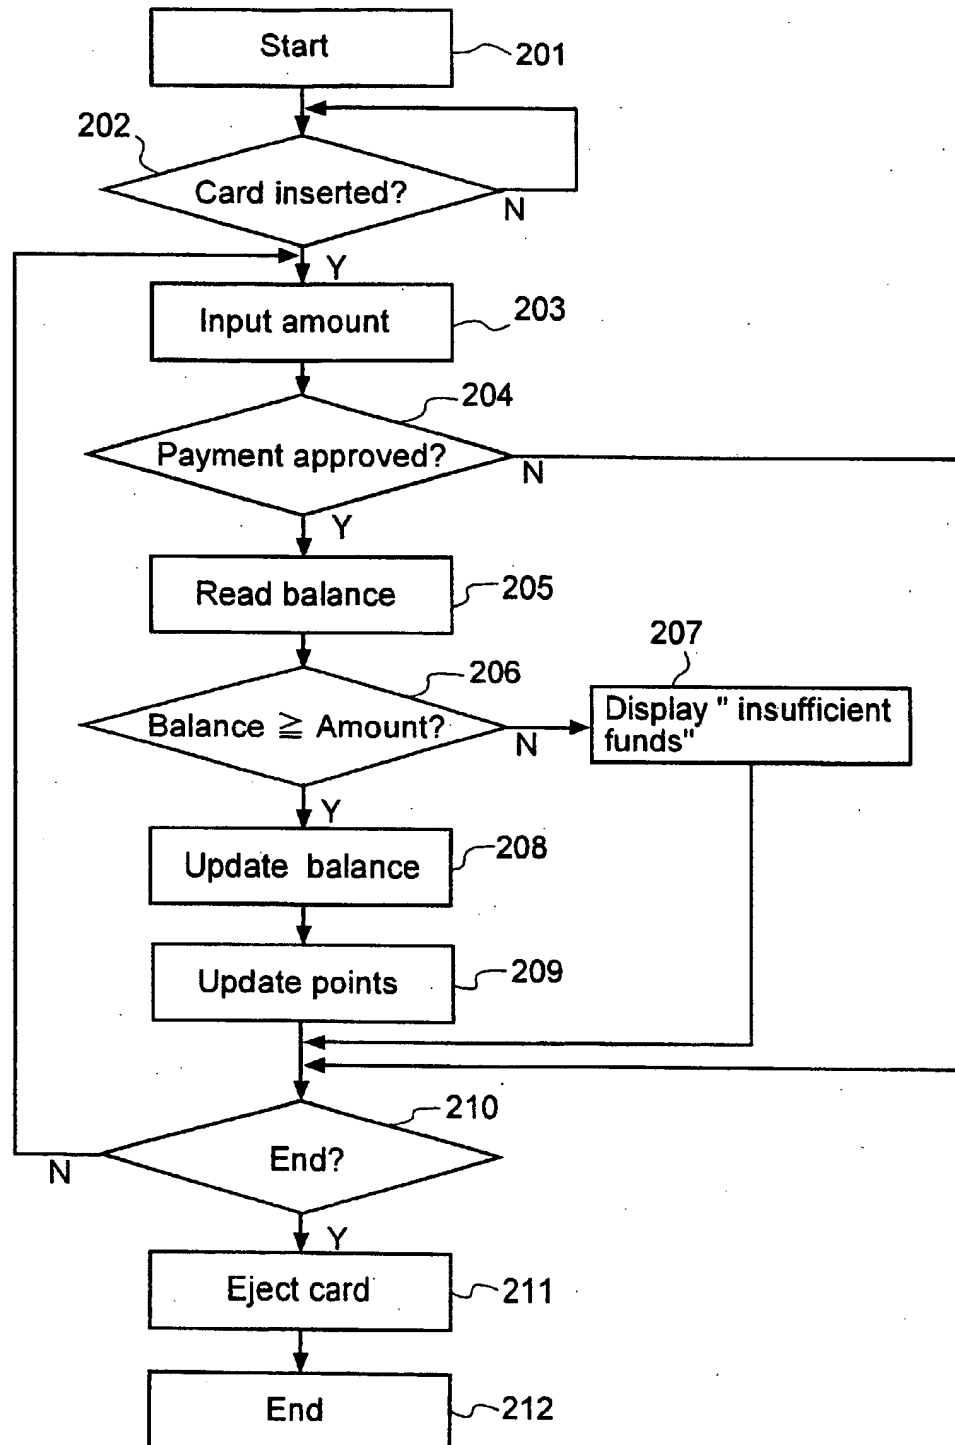 Start
201
202
Card inserted?
N
Y
Input amount
203
204
Payment approved?
N
Y
Read balance
205
206
207
Balance ≧ Amount?
N
Display " insufficient
funds"
Y
Update balance
208
Update points
209
210
End?
N
Y
Eject card
211
End
212